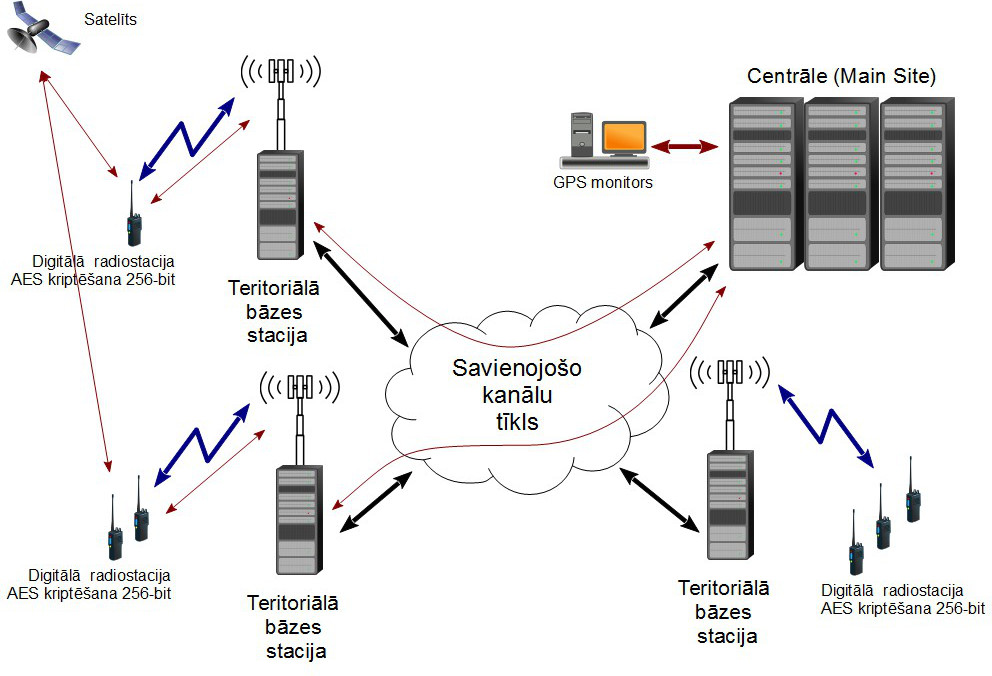 Satelīts
Centrāle (Main Site)
GPS monitors
Digitālā radiostacija
AES kriptēšana 256-bit
Teritoriālā
bāzes
stacija
Savienojošo
kanālu
tīkls
Digitālā radiostacija
AES kriptēšana 256-bit
Teritoriālā
bāzes
stacija
Teritoriālā
bāzes
stacija
Digitālā radiostacija
AES kriptēšana 256-bit